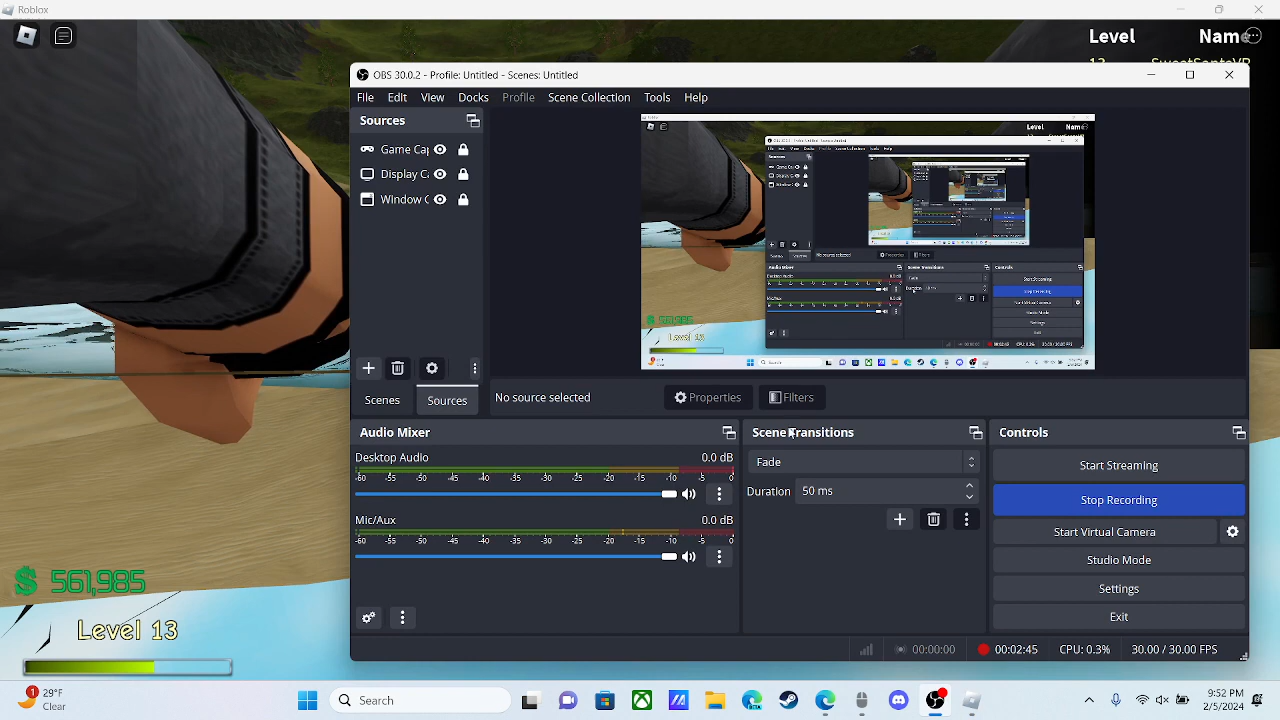 Roblox
Level Nam
OBS 30.0.2 - Profile: Untitled - Scenes: Untitled
File Edit View Docks Profile Scene Collection Tools Help
Sources
Game Ca
Display C
Window C
Scenes Sources
No source selected Properties Filters
Audio Mixer
Desktop Audio 0.0 dB
-60 -55 -50 -45 -40 -35 -30 -25 -20 -15 -10 -5 0
Mic/Aux 0.0 dB
-60 -55 -50 -45 -40 -35 -30 -25 -20 -15 -10 -5 0
Scene Transitions
Fade
Duration 50 ms
Controls
Start Streaming
Stop Recording
Start Virtual Camera
Studio Mode
Settings
Exit
00:00:00 00:02:45 CPU: 0.3% 30.00 / 30.00 FPS
$ 561,985
Level 13
1
29°F
Clear
Search
9:52 PM
2/5/2024